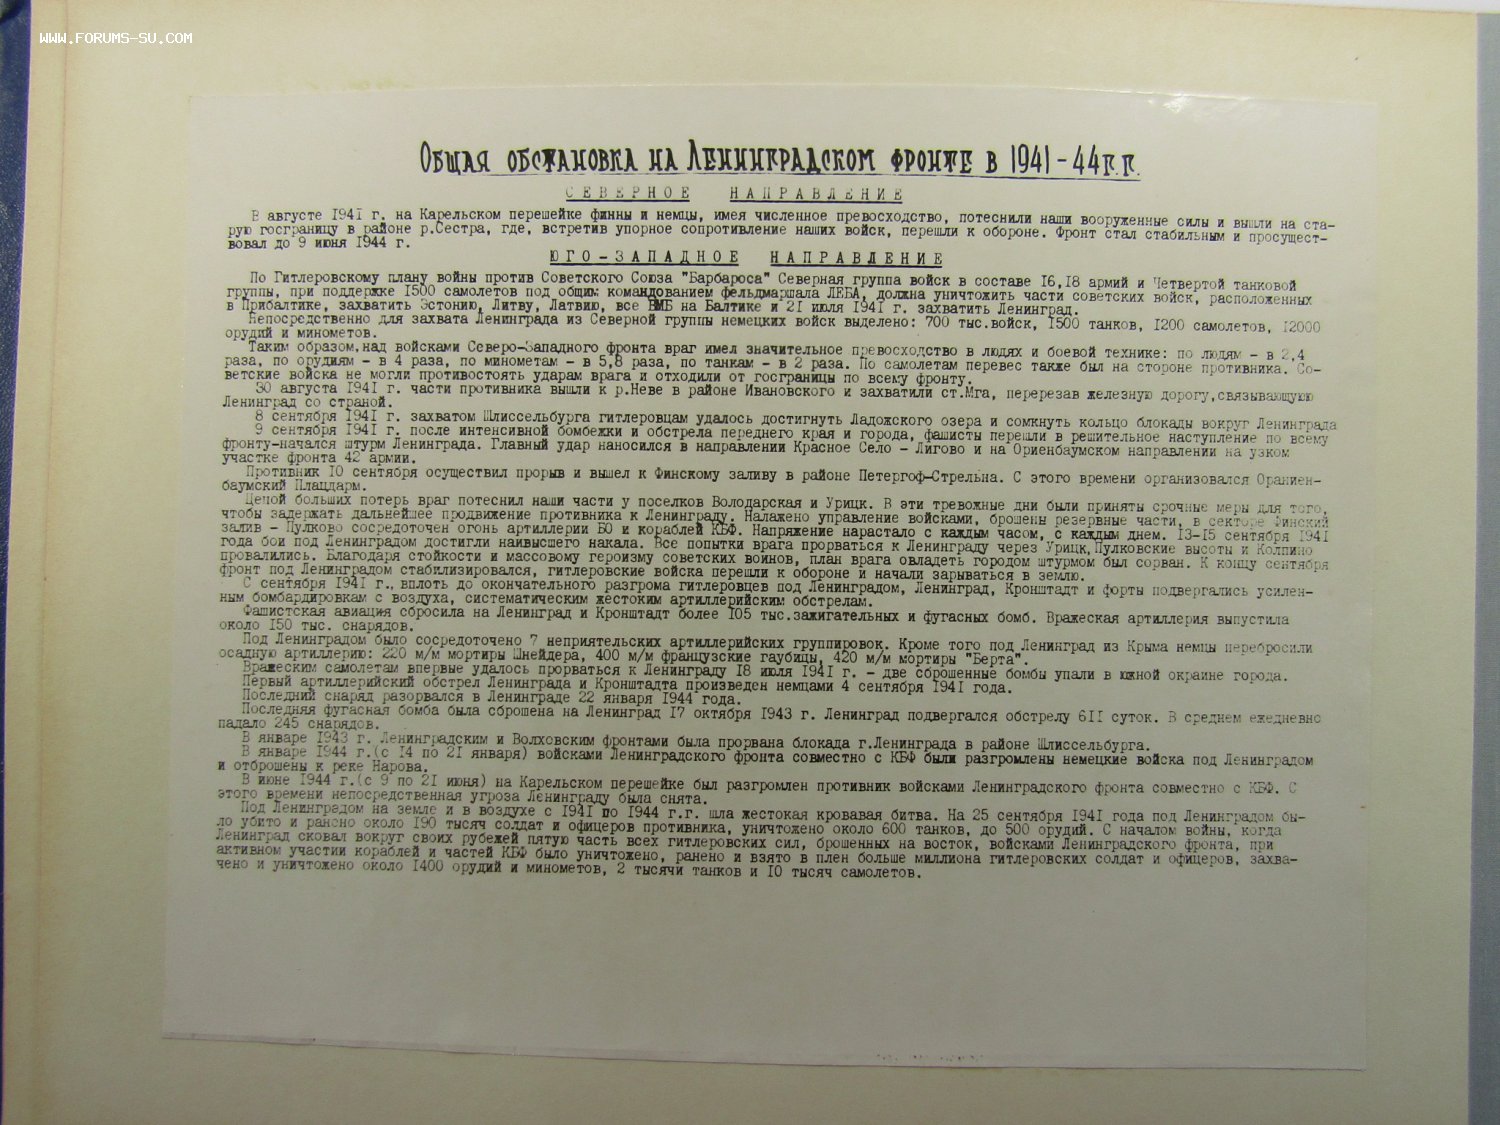 WWW.FORUMS-SU.COM
Общая обстановка на Ленинградском фронте в 1941-44г.г.
СЕВЕРНОЕ НАПРАВЛЕНИЕ
В августе 1941 г. на Карельском перешейке финны и немцы, имея численное превосходство, потеснили наши вооруженные силы и вышли на ста-
рую госграницу в районе р.Сестра, где, встретив упорное сопротивление наших войск, перешли к обороне. Фронт стал стабильным и просущест-
вовал до 9 июня 1944 г.
ЮГО-ЗАПАДНОЕ НАПРАВЛЕНИЕ
По Гитлеровскому плану войны против Советского Союза "Барбароса" Северная группа войск в составе 16,18 армий и Четвертой танковой
группы, при поддержке 1500 самолетов под общим командованием фельдмаршала ЛЕБА, должна уничтожить части советских войск, расположенных
в Прибалтике, захватить Эстонию, Литву, Латвию, все ВМБ на Балтике и 21 июля 1941 г. захватить Ленинград.
Непосредственно для захвата Ленинграда из Северной группы немецких войск выделено: 700 тыс.войск, 1500 танков, 1200 самолетов, 12000
орудий и минометов.
Таким образом,над войсками Северо-Западного фронта враг имел значительное превосходство в людях и боевой технике: по людям - в 2,4
раза, по орудиям - в 4 раза, по минометам - в 5,8 раза, по танкам - в 2 раза. По самолетам перевес также был на стороне противника. Со-
ветские войска не могли противостоять ударам врага и отходили от госграницы по всему фронту.
30 августа 1941 г. части противника вышли к р.Неве в районе Ивановского и захватили ст.Мга, перерезав железную дорогу,связывающую
Ленинград со страной.
8 сентября 1941 г. захватом Шлиссельбурга гитлеровцам удалось достигнуть Ладожского озера и сомкнуть кольцо блокады вокруг Ленинграда
9 сентября 1941 г. после интенсивной бомбежки и обстрела переднего края и города, фашисты перешли в решительное наступление по всему
фронту-начался штурм Ленинграда. Главный удар наносился в направлении Красное Село - Лигово и на Ориенбаумском направлении на узком
участке фронта 42 армии.
Противник 10 сентября осуществил прорыв и вышел к Финскому заливу в районе Петергоф-Стрельна. С этого времени организовался Ораниен-
баумский Плацдарм.
Ценой больших потерь враг потеснил наши части у поселков Володарская и Урицк. В эти тревожные дни были приняты срочные меры для того,
чтобы задержать дальнейшее продвижение противника к Ленинграду. Налажено управление войсками, брошены резервные части, в секторе Финский
залив - Пулково сосредоточен огонь артиллерии БО и кораблей КБФ. Напряжение нарастало с каждым часом, с каждым днем. 13-15 сентября 1941
года бои под Ленинградом достигли наивысшего накала. Все попытки врага прорваться к Ленинграду через Урицк,Пулковские высоты и Колпино
провалились. Благодаря стойкости и массовому героизму советских воинов, план врага овладеть городом штурмом был сорван. К концу сентября
фронт под Ленинградом стабилизировался, гитлеровские войска перешли к обороне и начали зарываться в землю.
С сентября 1941 г., вплоть до окончательного разгрома гитлеровцев под Ленинградом, Ленинград, Кронштадт и форты подвергались усилен-
ным бомбардировкам с воздуха, систематическим жестоким артиллерийским обстрелам.
Фашистская авиация сбросила на Ленинград и Кронштадт более 105 тыс.зажигательных и фугасных бомб. Вражеская артиллерия выпустила
около 150 тыс. снарядов.
Под Ленинградом было сосредоточено 7 неприятельских артиллерийских группировок. Кроме того под Ленинград из Крыма немцы перебросили
осадную артиллерию: 220 м/м мортиры Шнейдера, 400 м/м французские гаубицы, 420 м/м мортиры "Берта".
Вражеским самолетам впервые удалось прорваться к Ленинграду 18 июля 1941 г. - две сброшенные бомбы упали в южной окраине города.
Первый артиллерийский обстрел Ленинграда и Кронштадта произведен немцами 4 сентября 1941 года.
Последний снаряд разорвался в Ленинграде 22 января 1944 года.
Последняя фугасная бомба была сброшена на Ленинград 17 октября 1943 г. Ленинград подвергался обстрелу 611 суток. В среднем ежедневно
падало 245 снарядов.
В январе 1943 г. Ленинградским и Волховским фронтами была прорвана блокада г.Ленинграда в районе Шлиссельбурга.
В январе 1944 г.(с 14 по 21 января) войсками Ленинградского фронта совместно с КБФ были разгромлены немецкие войска под Ленинградом
и отброшены к реке Нарова.
В июне 1944 г.(с 9 по 21 июня) на Карельском перешейке был разгромлен противник войсками Ленинградского фронта совместно с КБФ. С
этого времени непосредственная угроза Ленинграду была снята.
Под Ленинградом на земле и в воздухе с 1941 по 1944 г.г. шла жестокая кровавая битва. На 25 сентября 1941 года под Ленинградом бы-
ло убито и ранено около 190 тысяч солдат и офицеров противника, уничтожено около 600 танков, до 500 орудий. С началом войны, когда
Ленинград сковал вокруг своих рубежей пятую часть всех гитлеровских сил, брошенных на восток, войсками Ленинградского фронта, при
активном участии кораблей и частей КБФ было уничтожено, ранено и взято в плен больше миллиона гитлеровских солдат и офицеров, захва-
чено и уничтожено около 1400 орудий и минометов, 2 тысячи танков и 10 тысяч самолетов.